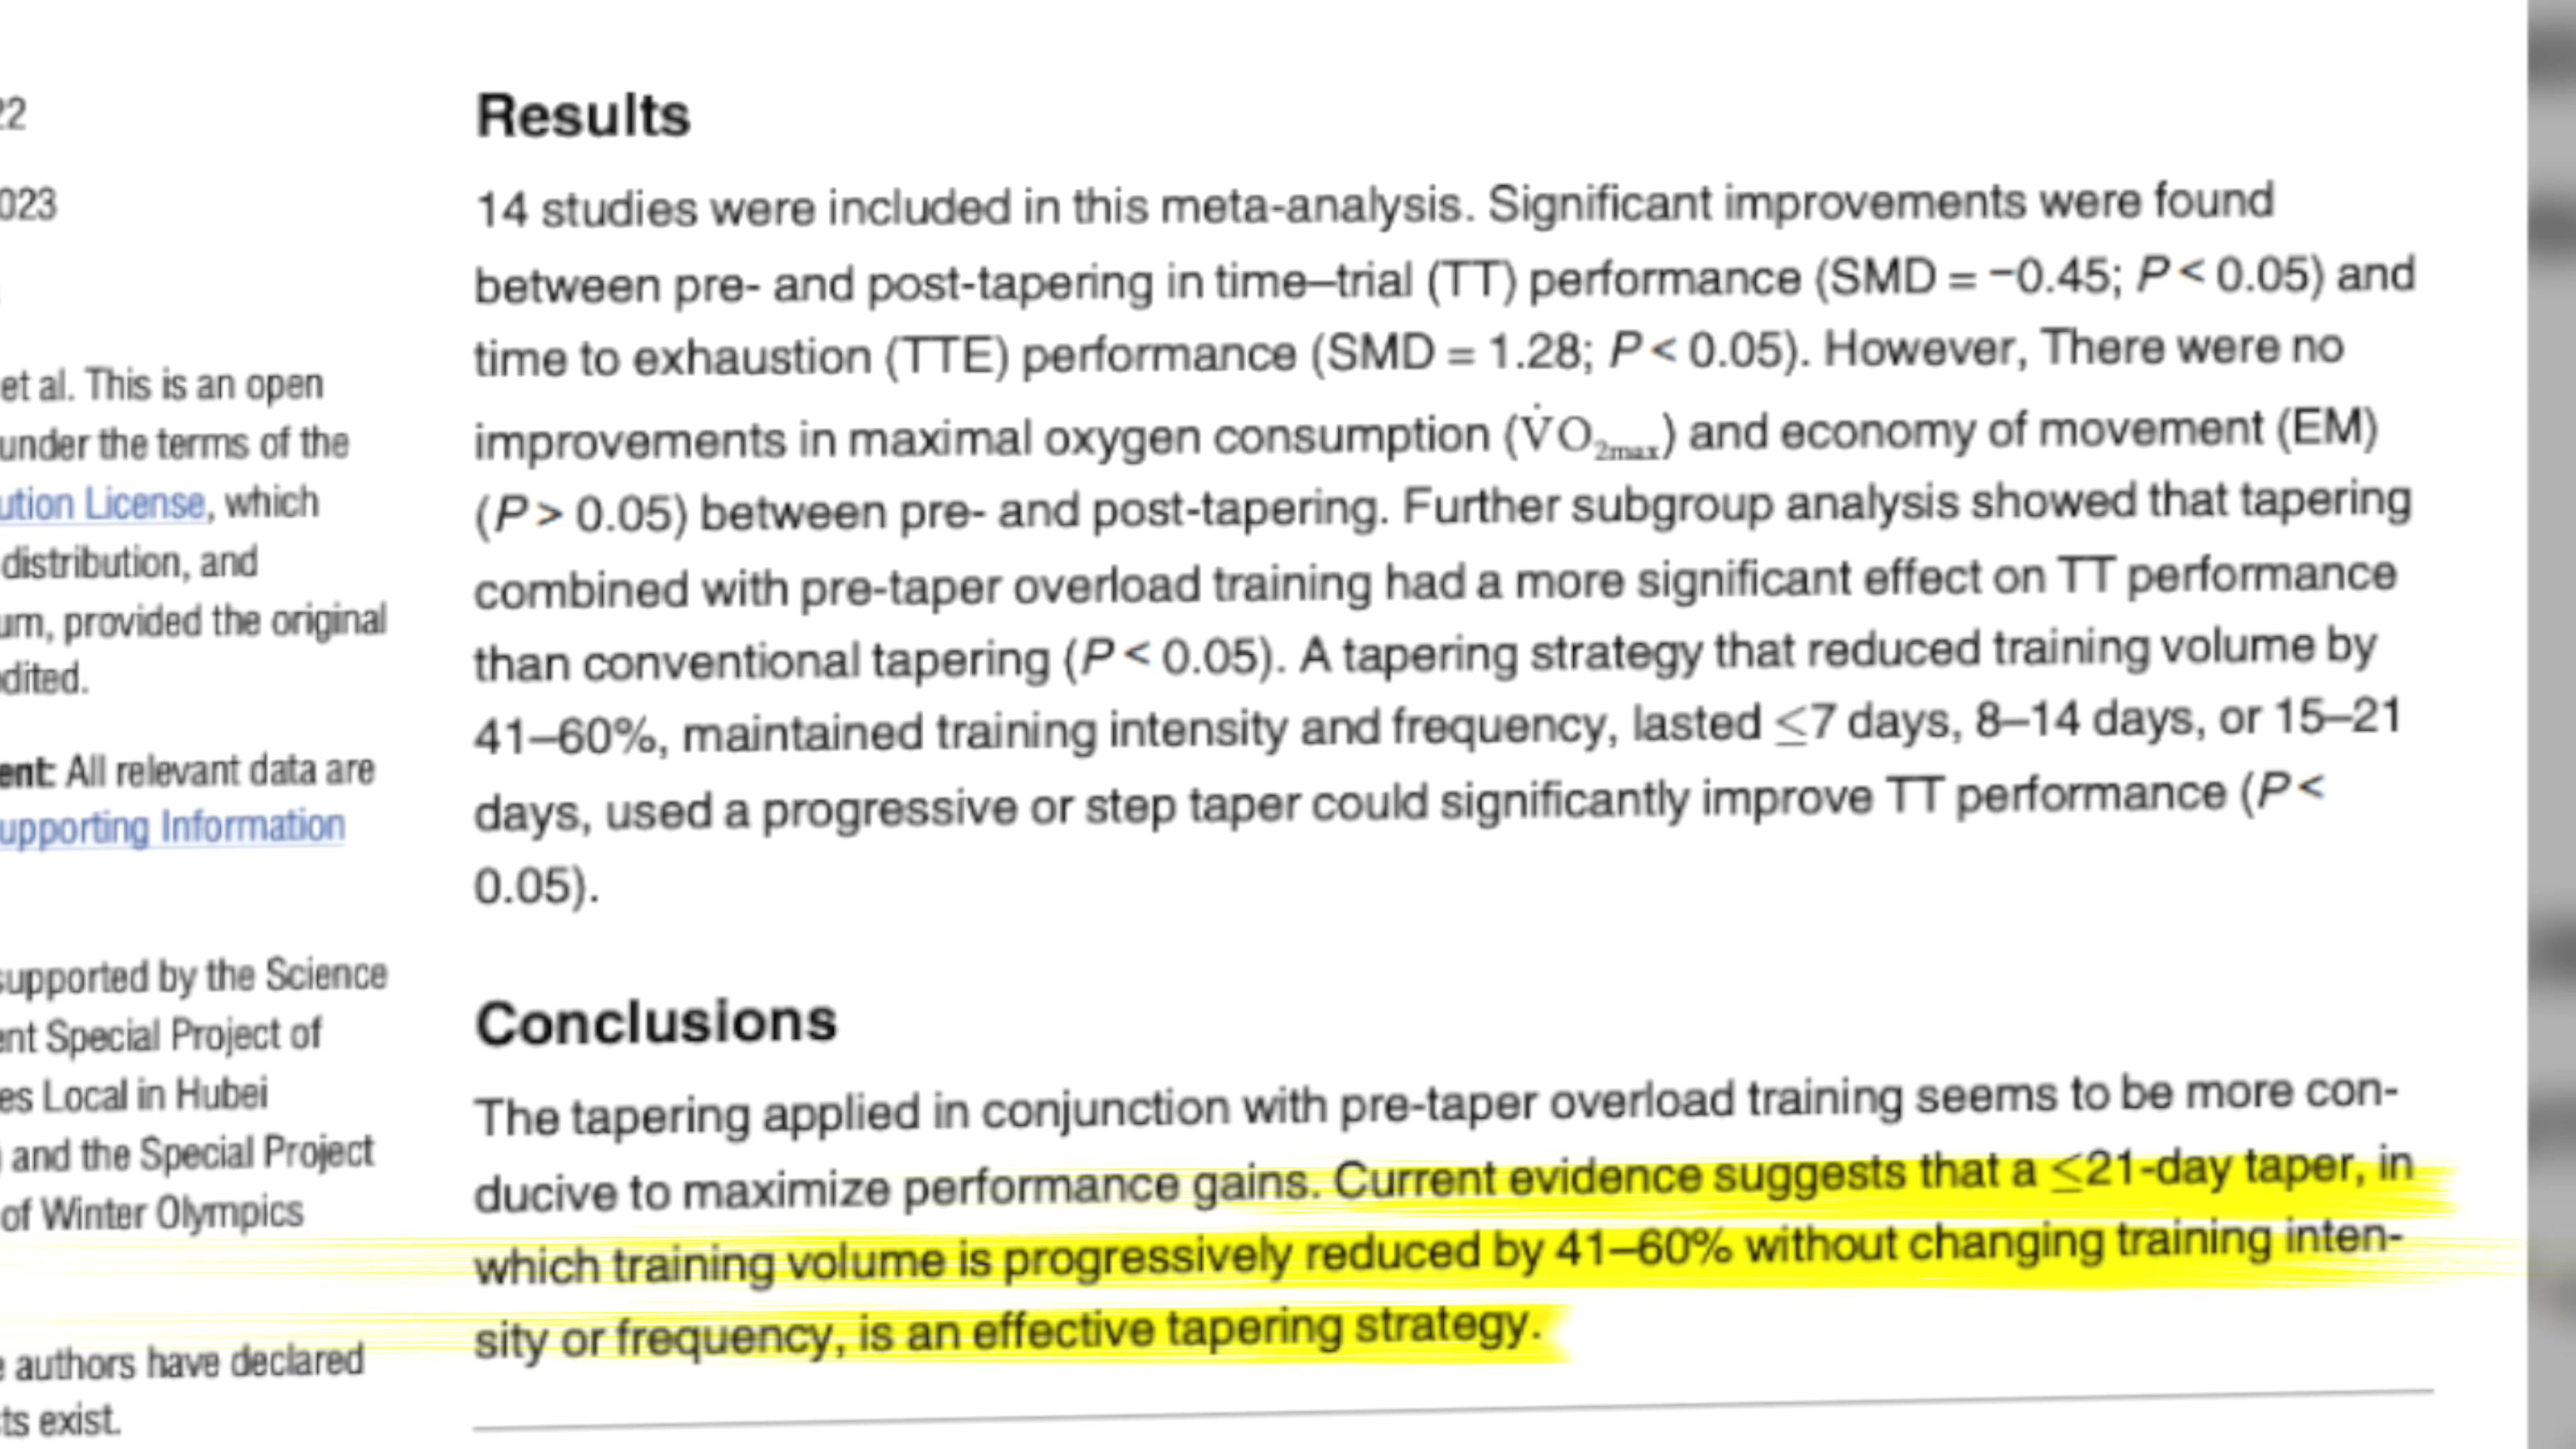 22
023
et al. This is an open
under the terms of the
ution License, which
distribution, and
um, provided the original
dited.
ent: All relevant data are
upporting Information
supported by the Science
ent Special Project of
es Local in Hubei
) and the Special Project
of Winter Olympics
e authors have declared
ts exist.
Results
14 studies were included in this meta-analysis. Significant improvements were found
between pre- and post-tapering in time–trial (TT) performance (SMD = −0.45; P < 0.05) and
time to exhaustion (TTE) performance (SMD = 1.28; P < 0.05). However, There were no
improvements in maximal oxygen consumption (V̇O2max) and economy of movement (EM)
(P > 0.05) between pre- and post-tapering. Further subgroup analysis showed that tapering
combined with pre-taper overload training had a more significant effect on TT performance
than conventional tapering (P < 0.05). A tapering strategy that reduced training volume by
41–60%, maintained training intensity and frequency, lasted ≤7 days, 8–14 days, or 15–21
days, used a progressive or step taper could significantly improve TT performance (P <
0.05).
Conclusions
The tapering applied in conjunction with pre-taper overload training seems to be more con-
ducive to maximize performance gains. Current evidence suggests that a ≤21-day taper, in
which training volume is progressively reduced by 41–60% without changing training inten-
sity or frequency, is an effective tapering strategy.